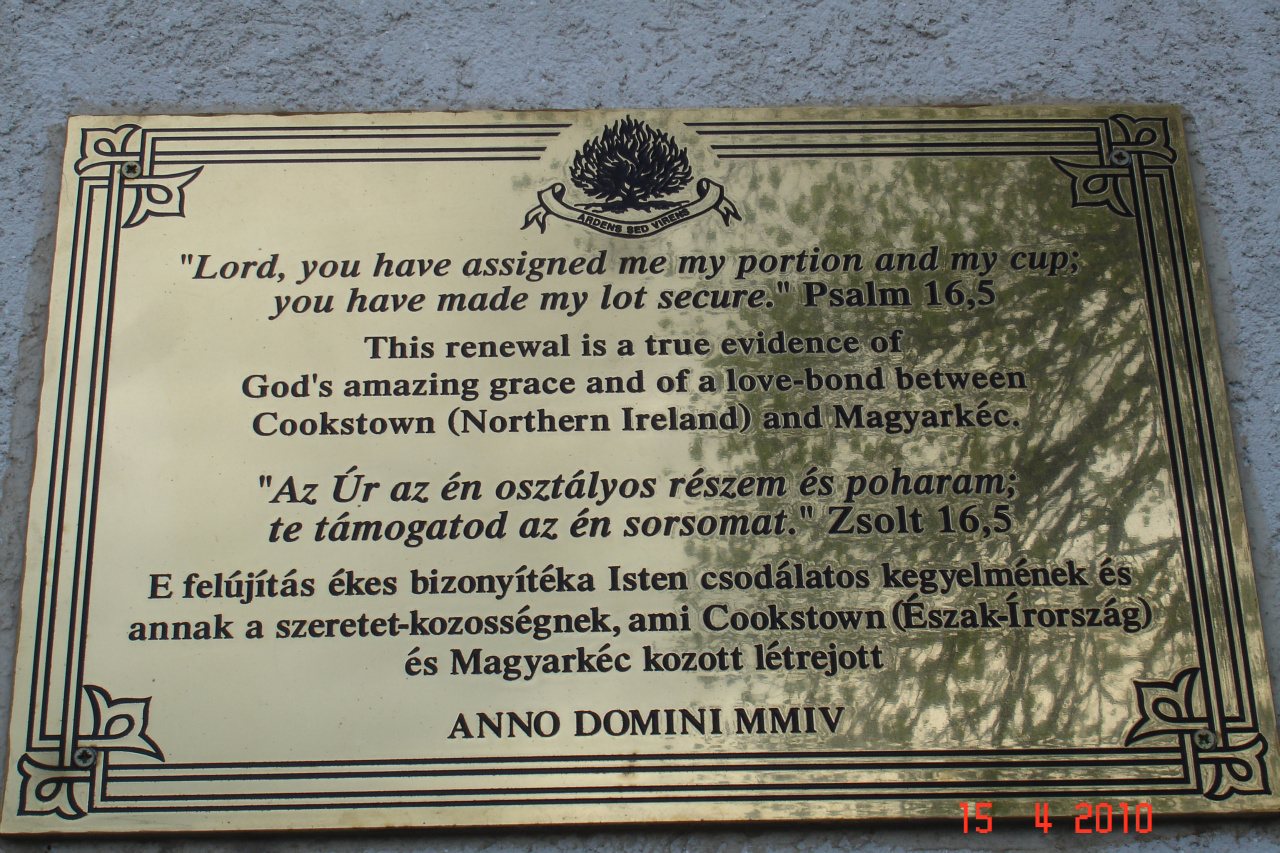 ARDENS SED VIRENS
"Lord, you have assigned me my portion and my cup;
you have made my lot secure." Psalm 16,5
This renewal is a true evidence of
God's amazing grace and of a love-bond between
Cookstown (Northern Ireland) and Magyarkéc.
"Az Úr az én osztályos részem és poharam;
te támogatod az én sorsomat." Zsolt 16,5
E felújítás ékes bizonyítéka Isten csodálatos kegyelmének és
annak a szeretet-kozosségnek, ami Cookstown (Észak-Írország)
és Magyarkéc kozott létrejott
ANNO DOMINI MMIV
15 4 2010